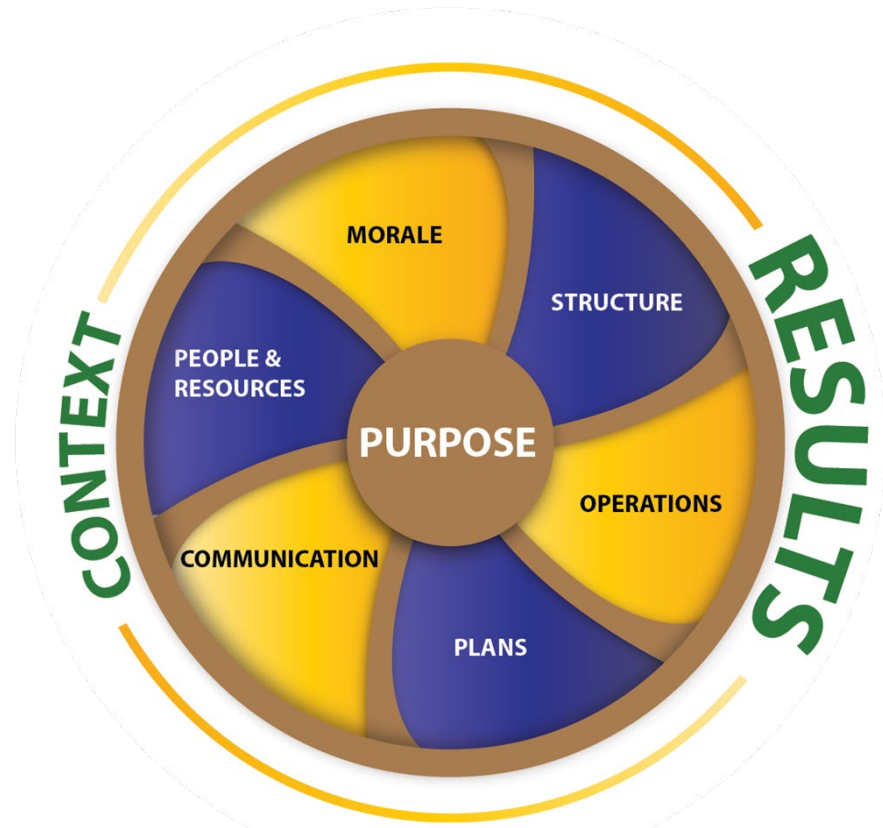 MORALE
STRUCTURE
PEOPLE &
RESOURCES
PURPOSE
OPERATIONS
COMMUNICATION
PLANS
CONTEXT
RESULTS